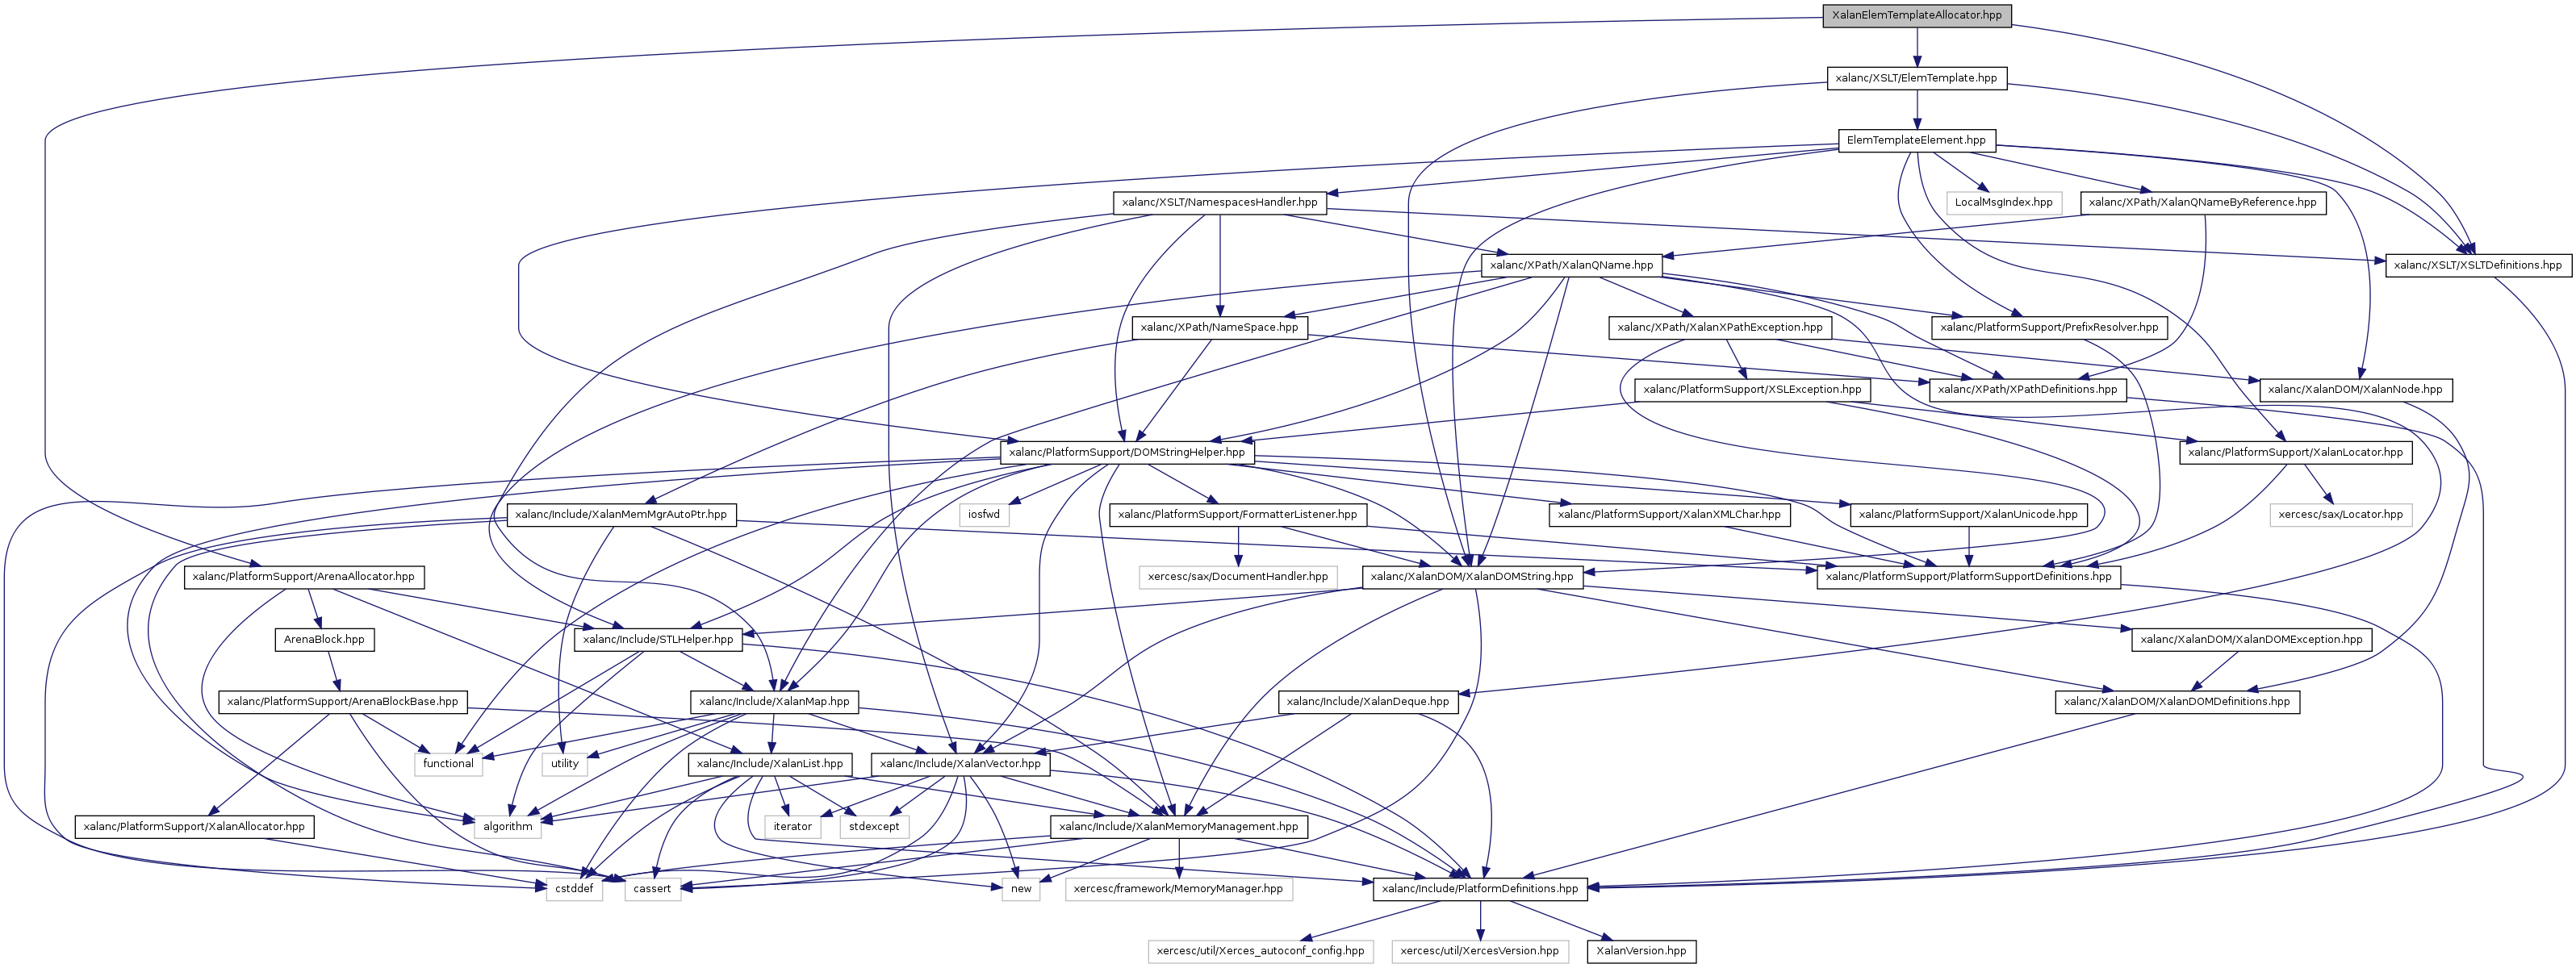 XalanElemTemplateAllocator.hpp
xalanc/XSLT/ElemTemplate.hpp
ElemTemplateElement.hpp
xalanc/XSLT/NamespacesHandler.hpp
LocalMsgIndex.hpp
xalanc/XPath/XalanQNameByReference.hpp
xalanc/XPath/XalanQName.hpp
xalanc/XSLT/XSLTDefinitions.hpp
xalanc/XPath/NameSpace.hpp
xalanc/XPath/XalanXPathException.hpp
xalanc/PlatformSupport/PrefixResolver.hpp
xalanc/PlatformSupport/XSLException.hpp
xalanc/XPath/XPathDefinitions.hpp
xalanc/XalanDOM/XalanNode.hpp
xalanc/PlatformSupport/DOMStringHelper.hpp
xalanc/PlatformSupport/XalanLocator.hpp
xalanc/Include/XalanMemMgrAutoPtr.hpp
iosfwd
xalanc/PlatformSupport/FormatterListener.hpp
xalanc/PlatformSupport/XalanXMLChar.hpp
xalanc/PlatformSupport/XalanUnicode.hpp
xercesc/sax/Locator.hpp
xalanc/PlatformSupport/ArenaAllocator.hpp
xercesc/sax/DocumentHandler.hpp
xalanc/XalanDOM/XalanDOMString.hpp
xalanc/PlatformSupport/PlatformSupportDefinitions.hpp
ArenaBlock.hpp
xalanc/Include/STLHelper.hpp
xalanc/XalanDOM/XalanDOMException.hpp
xalanc/PlatformSupport/ArenaBlockBase.hpp
xalanc/Include/XalanMap.hpp
xalanc/Include/XalanDeque.hpp
xalanc/XalanDOM/XalanDOMDefinitions.hpp
functional
utility
xalanc/Include/XalanList.hpp
xalanc/Include/XalanVector.hpp
xalanc/PlatformSupport/XalanAllocator.hpp
algorithm
iterator
stdexcept
xalanc/Include/XalanMemoryManagement.hpp
cstddef
cassert
new
xercesc/framework/MemoryManager.hpp
xalanc/Include/PlatformDefinitions.hpp
xercesc/util/Xerces_autoconf_config.hpp
xercesc/util/XercesVersion.hpp
XalanVersion.hpp